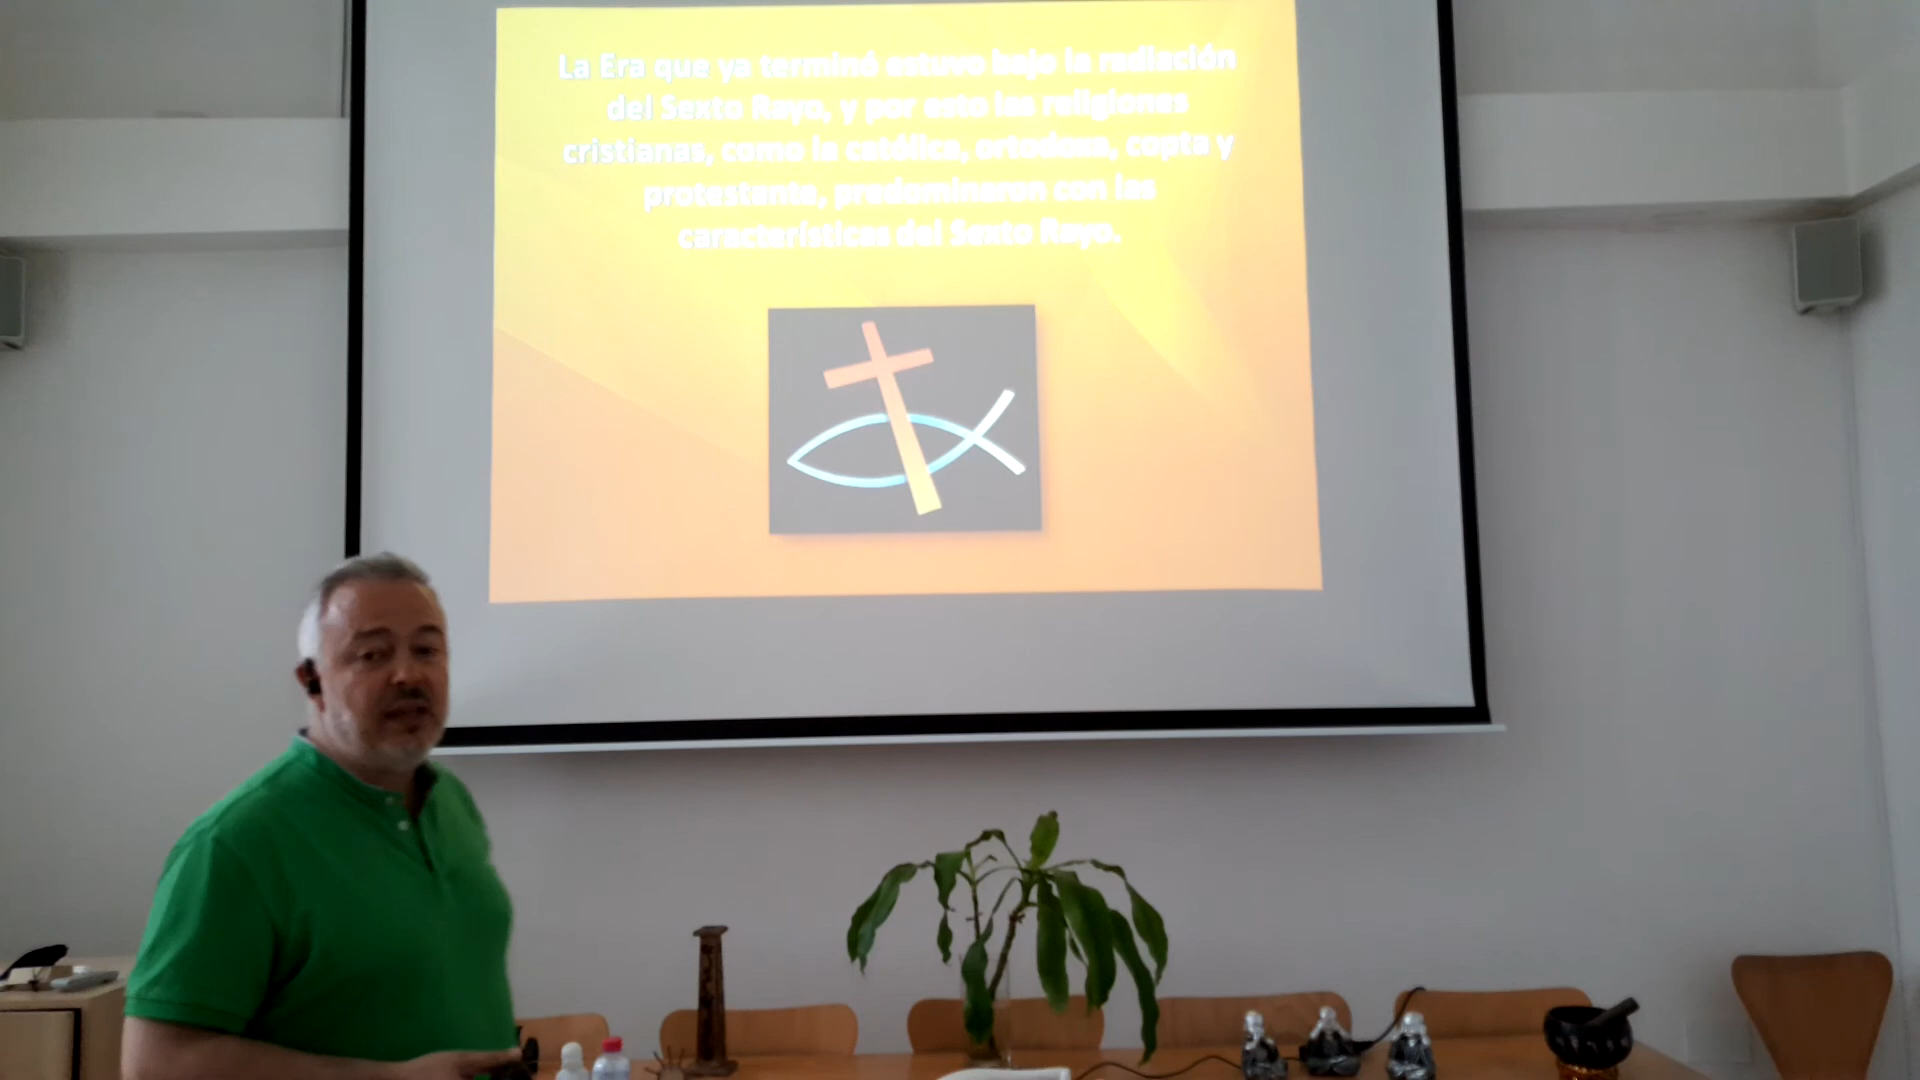 La Era que ya terminó estuvo bajo la radiación
del Sexto Rayo, y por esto las religiones
cristianas, como la católica, ortodoxa, copta y
protestante, predominaron con las
características del Sexto Rayo.